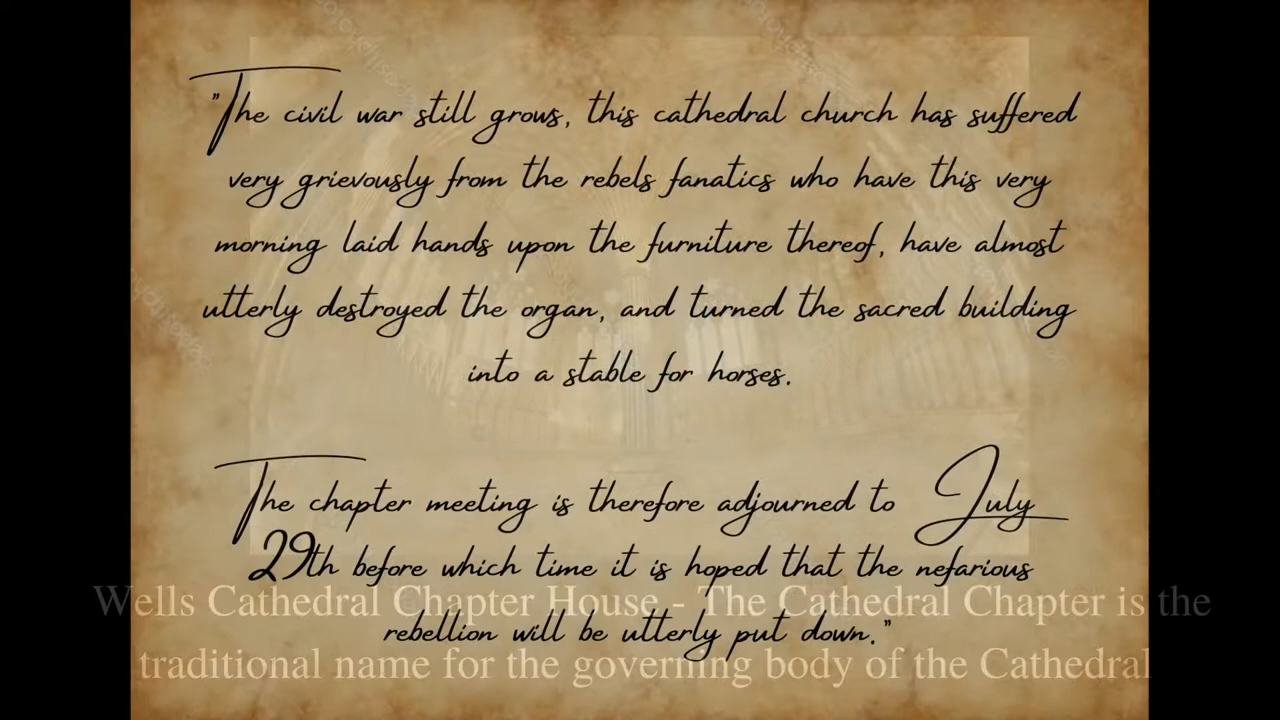 "The civil war still grows, this cathedral church has suffered
very grievously from the rebels fanatics who have this very
morning laid hands upon the furniture thereof, have almost
utterly destroyed the organ, and turned the sacred building
into a stable for horses.
The chapter meeting is therefore adjourned to July
29th before which time it is hoped that the nefarious
rebellion will be utterly put down."
Wells Cathedral Chapter House - The Cathedral Chapter is the
traditional name for the governing body of the Cathedral